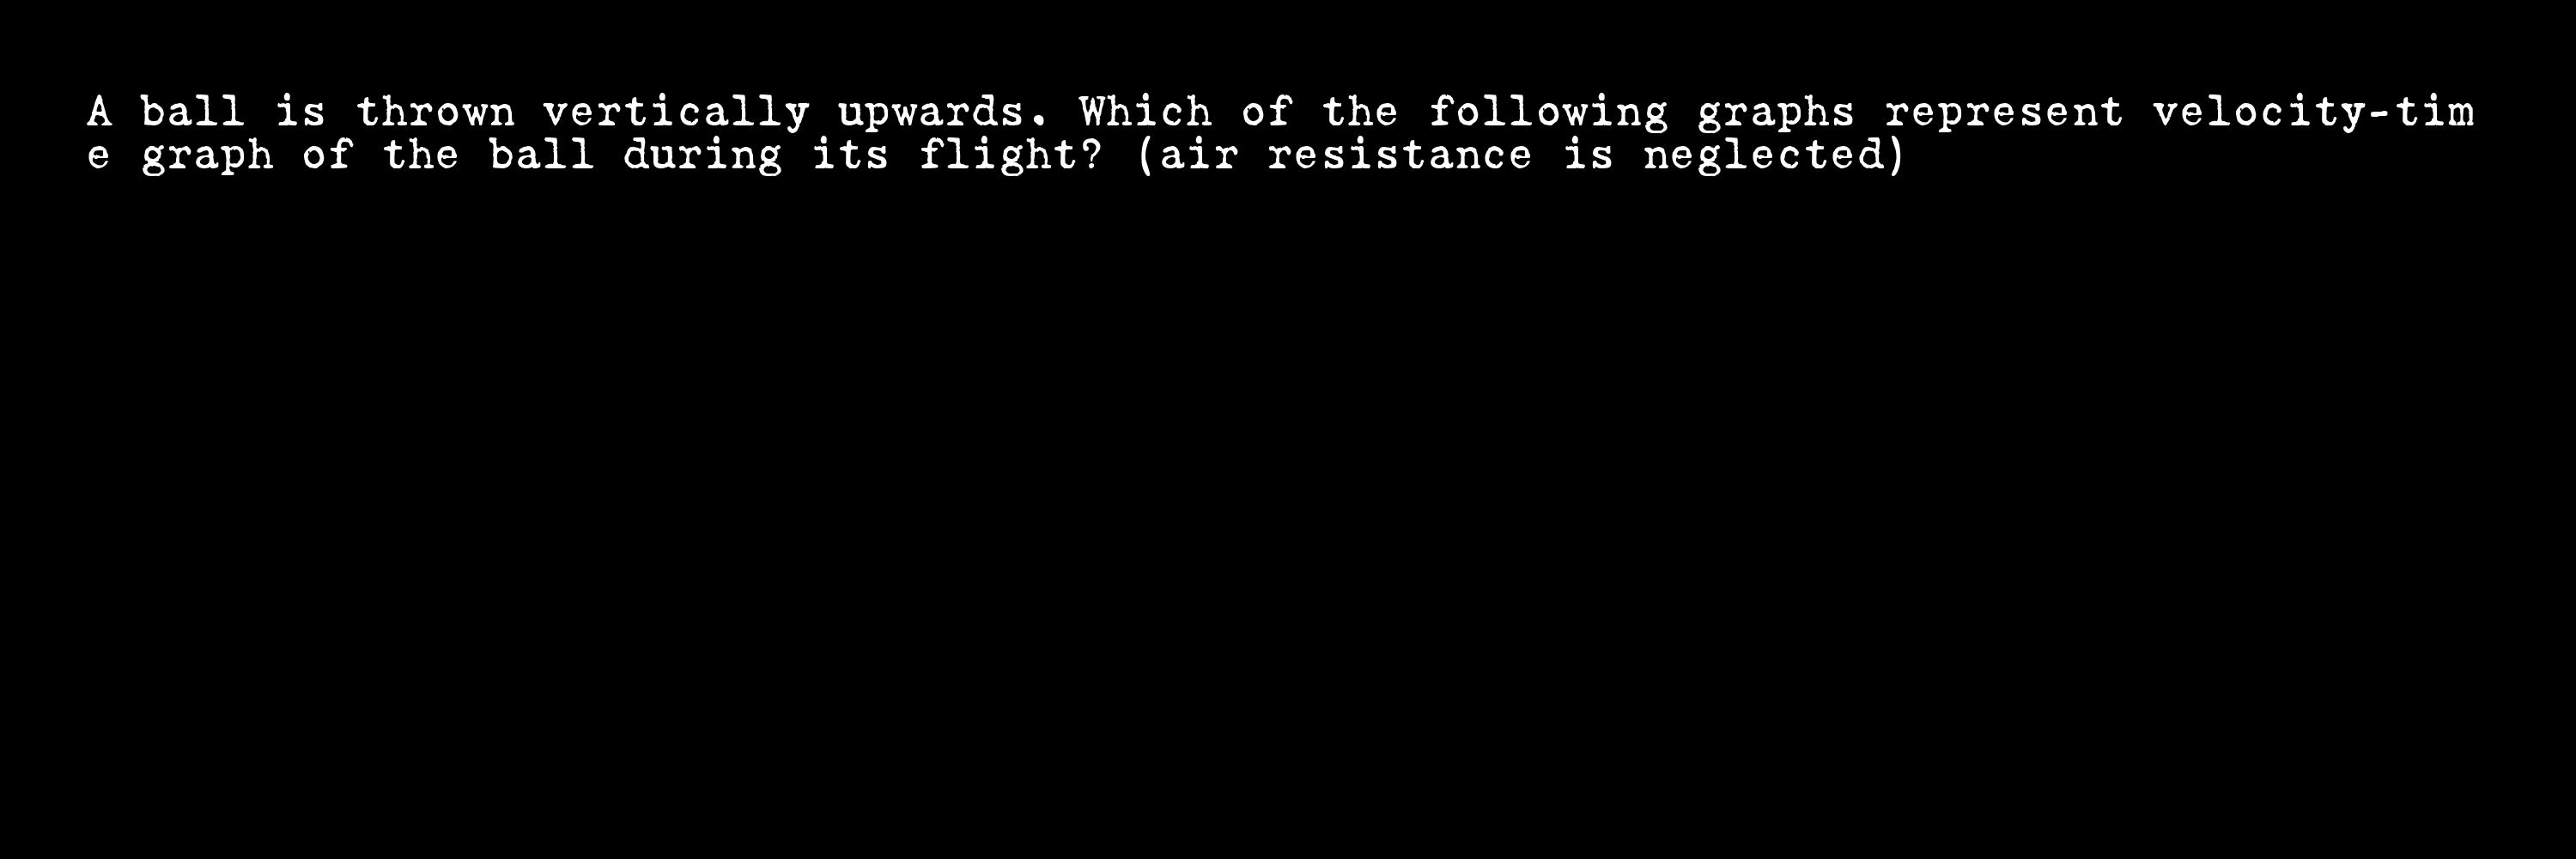 A ball is thrown vertically upwards. Which of the following graphs represent velocity-tim
e graph of the ball during its flight? (air resistance is neglected)